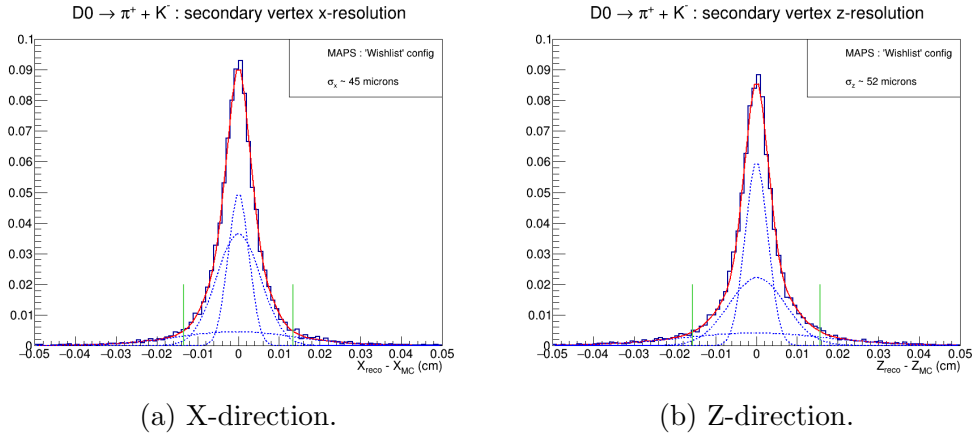 D0 → π⁺ + K⁻ : secondary vertex x-resolution
MAPS : 'Wishlist' config
σₓ ~ 45 microns
0.1
0.09
0.08
0.07
0.06
0.05
0.04
0.03
0.02
0.01
0
−0.05 −0.04 −0.03 −0.02 −0.01 0 0.01 0.02 0.03 0.04 0.05
X_reco - X_MC (cm)
(a) X-direction.
D0 → π⁺ + K⁻ : secondary vertex z-resolution
MAPS : 'Wishlist' config
σ_z ~ 52 microns
0.1
0.09
0.08
0.07
0.06
0.05
0.04
0.03
0.02
0.01
0
−0.05 −0.04 −0.03 −0.02 −0.01 0 0.01 0.02 0.03 0.04 0.05
Z_reco - Z_MC (cm)
(b) Z-direction.